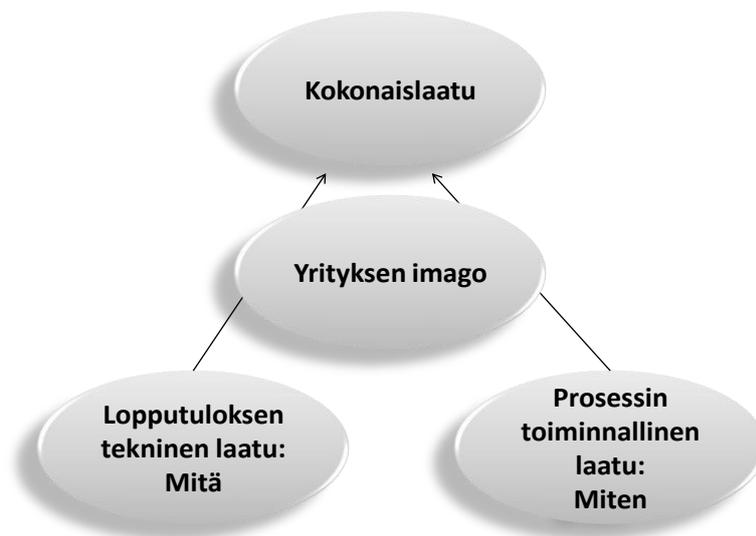 Kokonaislaatu
Yrityksen imago
Lopputuloksen
tekninen laatu:
Mitä
Prosessin
toiminnallinen
laatu:
Miten